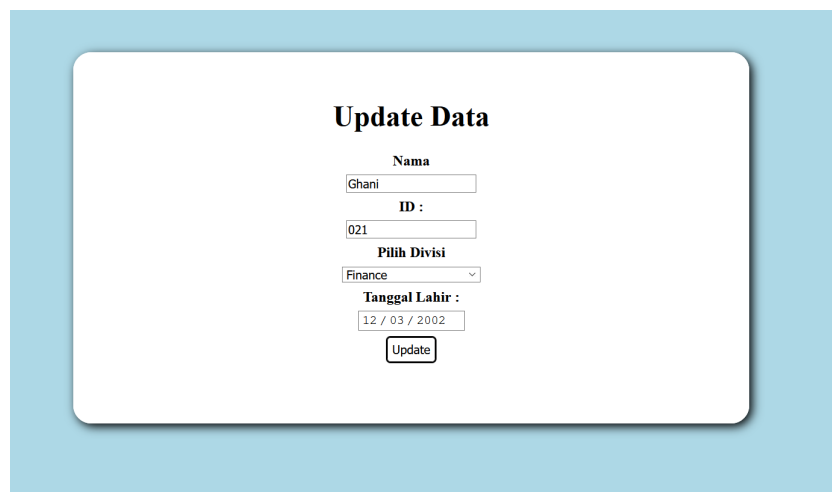 Update Data
Nama
Ghani
ID :
021
Pilih Divisi
Finance
Tanggal Lahir :
12 / 03 / 2002
Update